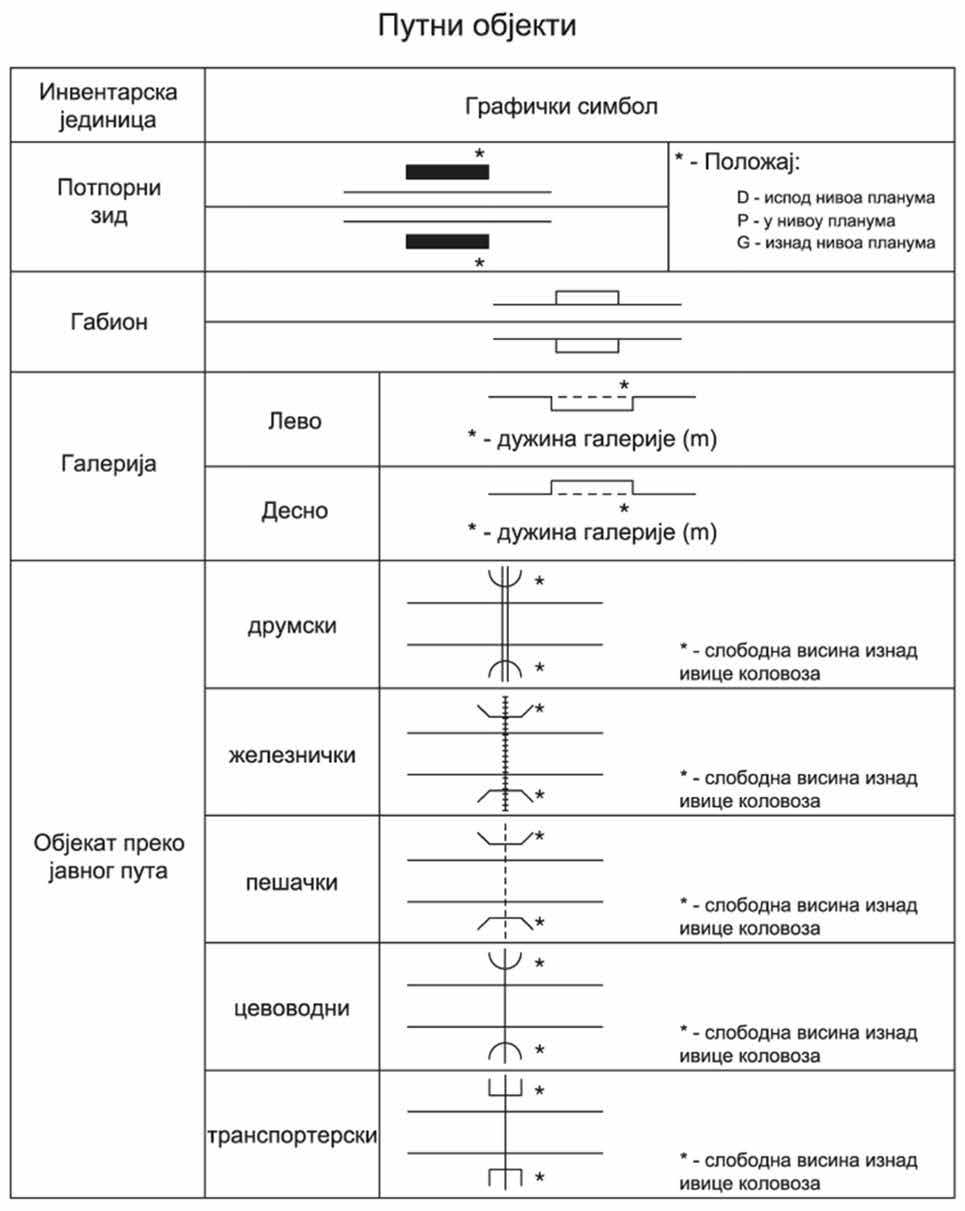 Путни објекти
Инвентарска
јединица
Графички симбол
Потпорни
зид
*
*
* - Положај:
D - испод нивоа планума
P - у нивоу планума
G - изнад нивоа планума
Габион
Галерија
Лево
*
* - дужина галерије (m)
Десно
*
* - дужина галерије (m)
Објекат преко
јавног пута
друмски
*
*
* - слободна висина изнад
ивице коловоза
железнички
*
*
* - слободна висина изнад
ивице коловоза
пешачки
*
*
* - слободна висина изнад
ивице коловоза
цевоводни
*
*
* - слободна висина изнад
ивице коловоза
транспортерски
*
*
* - слободна висина изнад
ивице коловоза